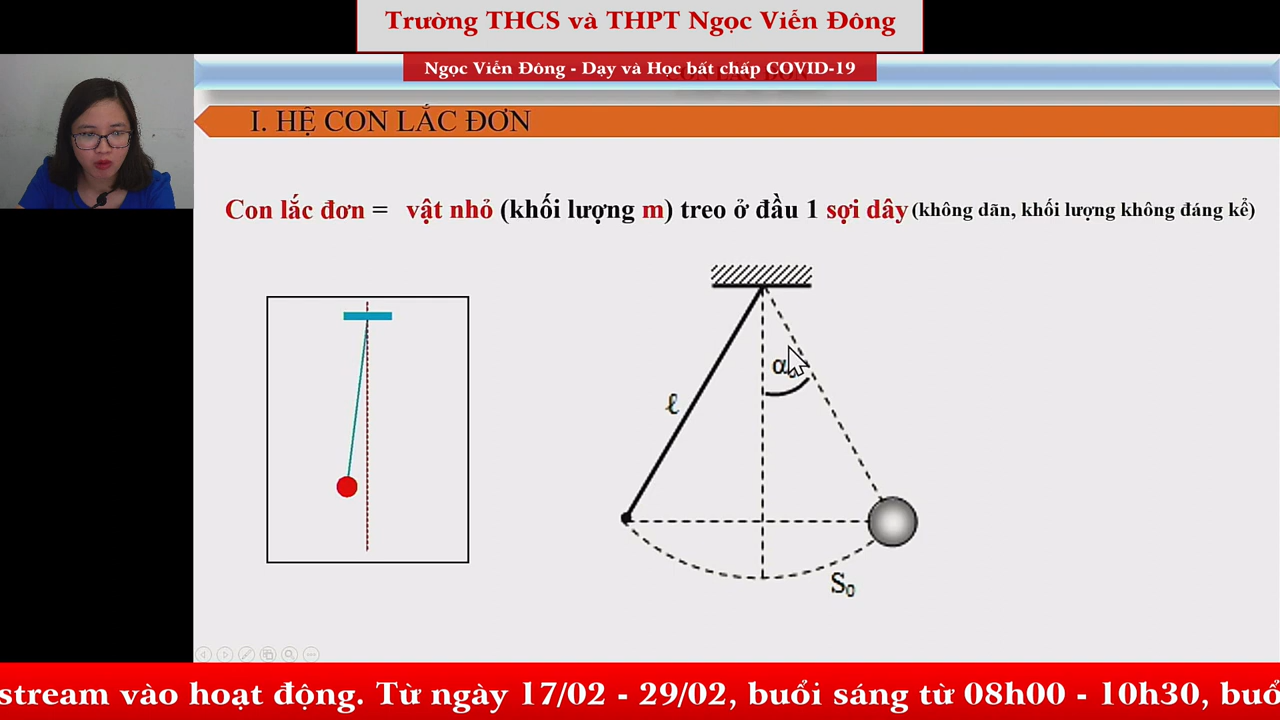 Trường THCS và THPT Ngọc Viễn Đông
Ngọc Viễn Đông - Dạy và Học bất chấp COVID-19
I. HỆ CON LẮC ĐƠN
Con lắc đơn = vật nhỏ (khối lượng m) treo ở đầu 1 sợi dây (không dãn, khối lượng không đáng kể)
α
ℓ
S₀
stream vào hoạt động. Từ ngày 17/02 - 29/02, buổi sáng từ 08h00 - 10h30, buổ